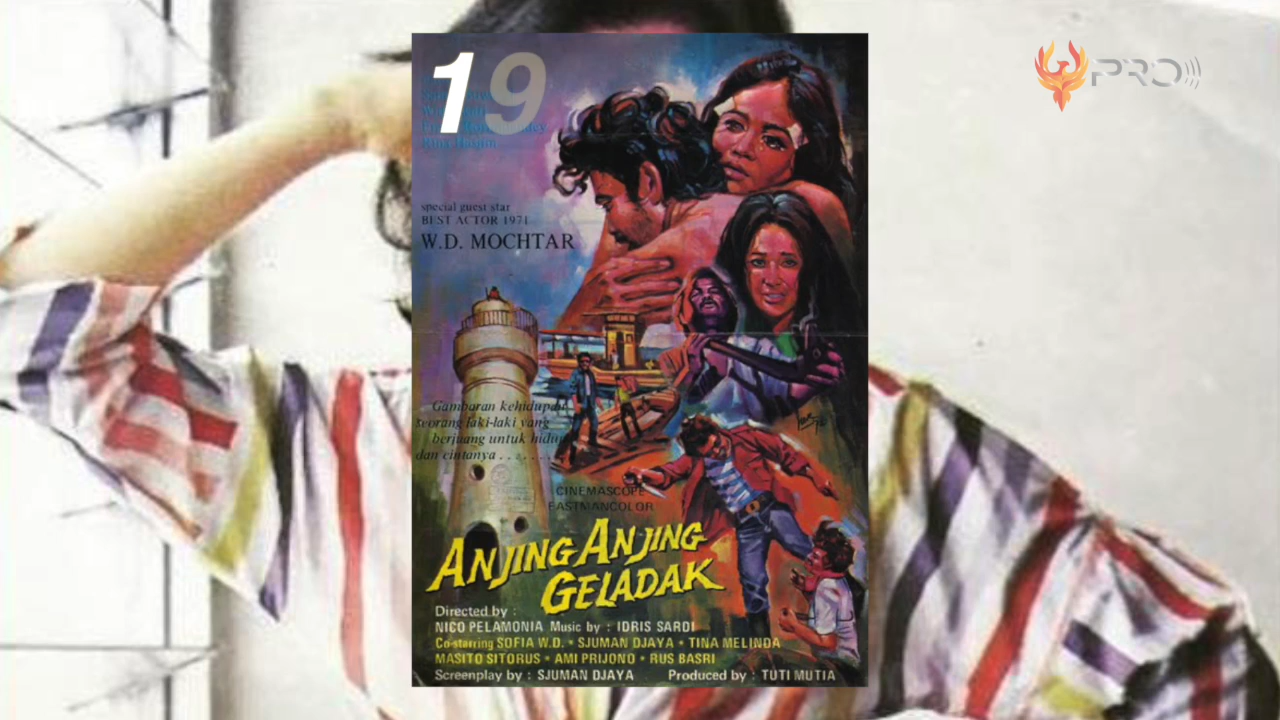 19
PRO
special guest star
BEST ACTOR 1971
W.D. MOCHTAR
Gambaran kehidupan
seorang laki-laki yang
berjuang untuk hidup
dan cintanya . . . . . . .
CINEMASCOPE
EASTMANCOLOR
ANJING ANJING
GELADAK
Directed by :
NICO PELAMONIA Music by : IDRIS SARDI
Co-starring SOFIA W.D. • SJUMAN DJAYA • TINA MELINDA
MASITO SITORUS • AMI PRIJONO • RUS BASRI
Screenplay by : SJUMAN DJAYA Produced by : TUTI MUTIA